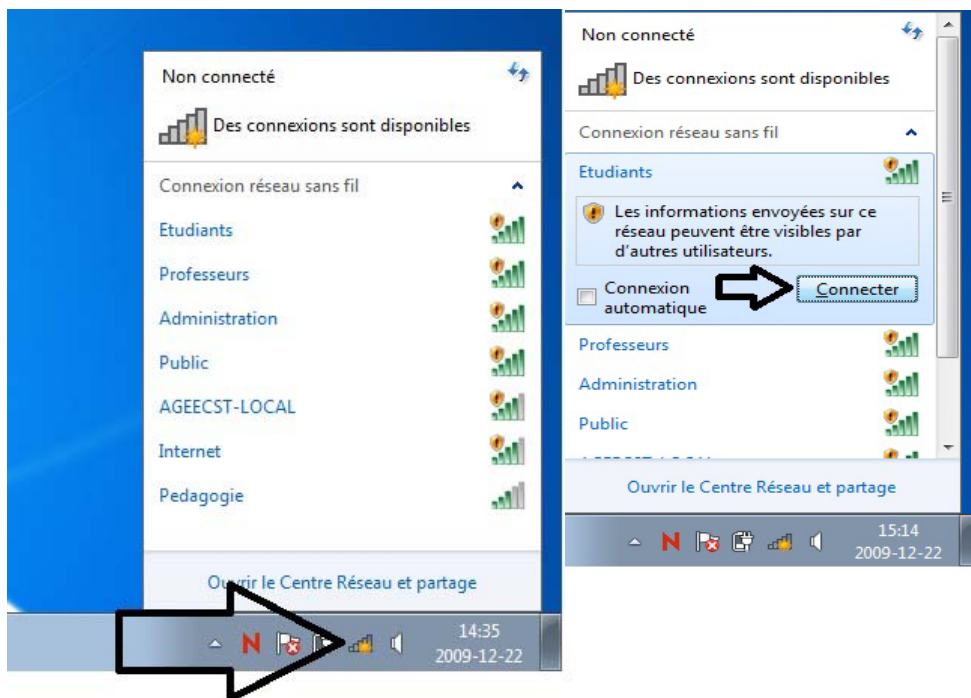 Non connecté
Des connexions sont disponibles
Connexion réseau sans fil
Etudiants
Professeurs
Administration
Public
AGEECST-LOCAL
Internet
Pedagogie
Ouvrir le Centre Réseau et partage
N
14:35
2009-12-22
Non connecté
Des connexions sont disponibles
Connexion réseau sans fil
Etudiants
Les informations envoyées sur ce
réseau peuvent être visibles par
d'autres utilisateurs.
Connexion
automatique
Connecter
Professeurs
Administration
Public
Ouvrir le Centre Réseau et partage
N
15:14
2009-12-22